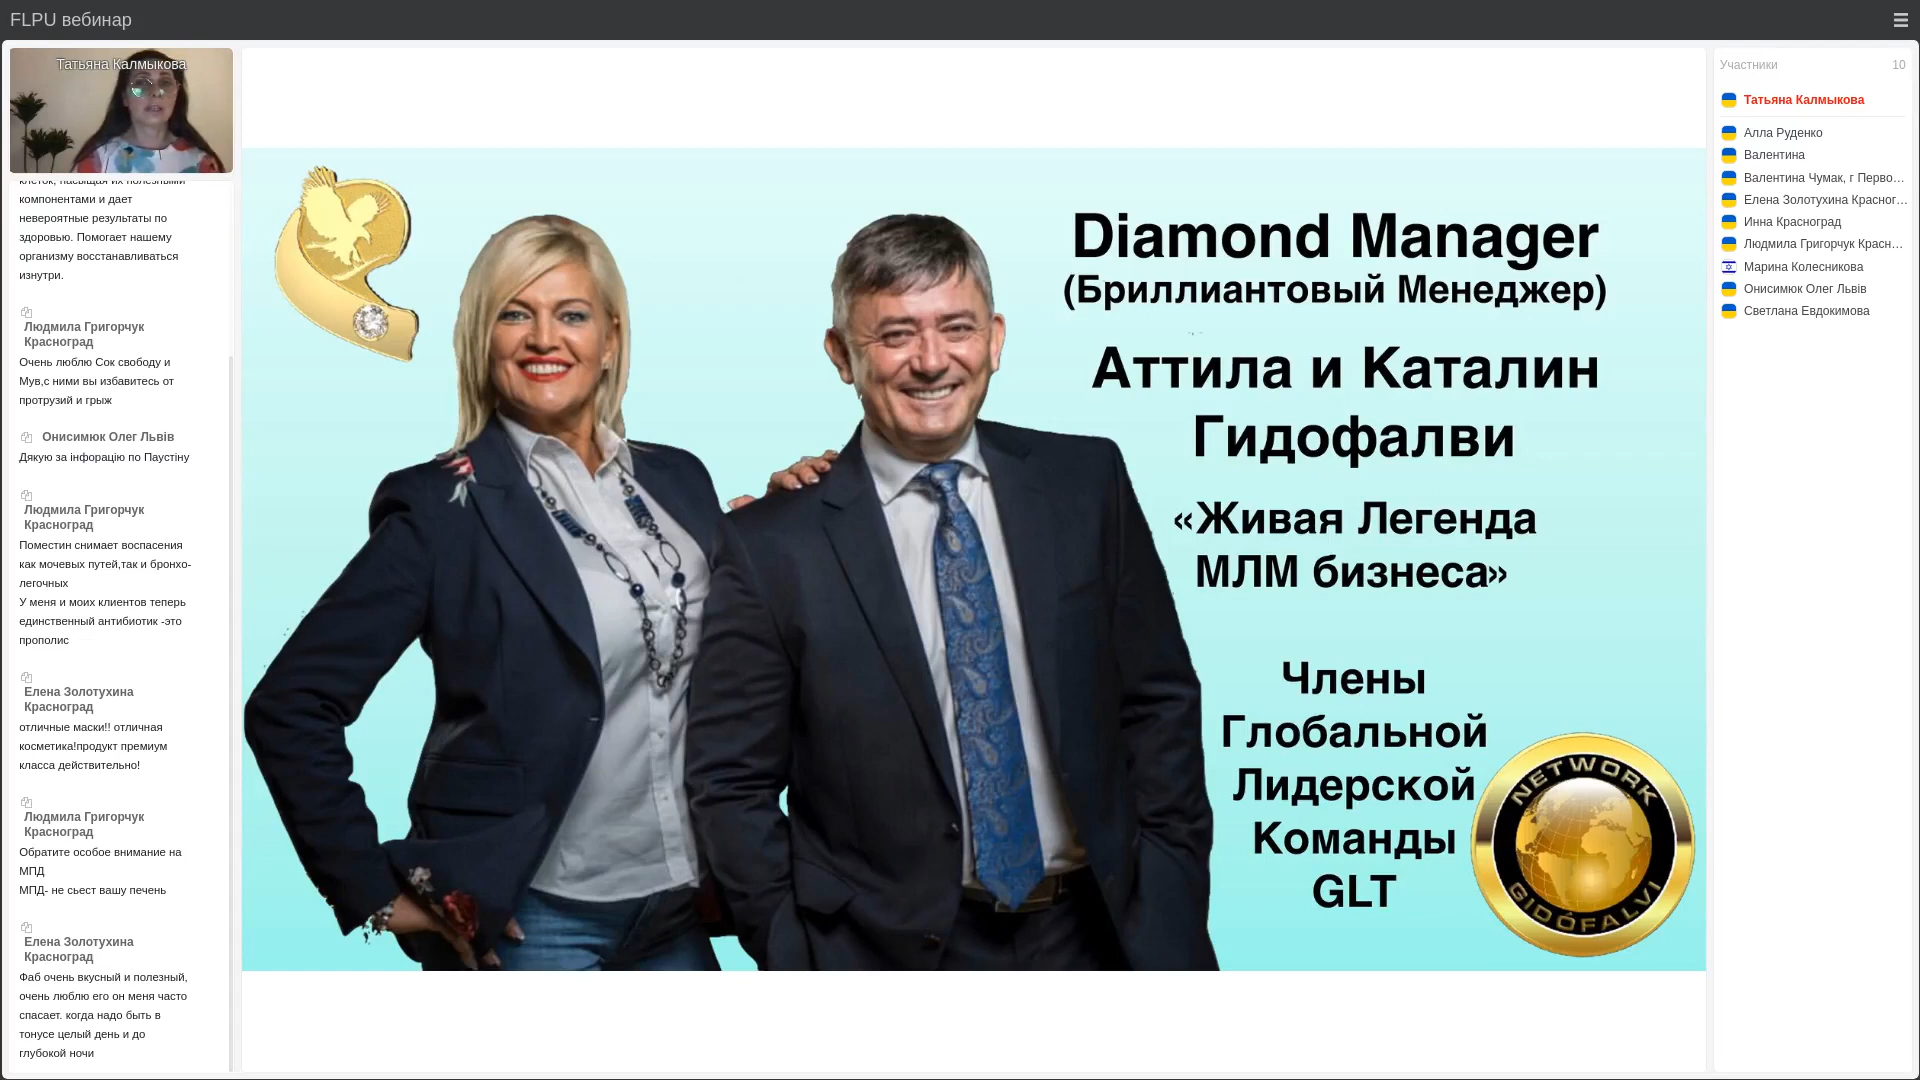 FLPU вебинар
Татьяна Калмыкова
клеток, насыщая их полезными
компонентами и дает
невероятные результаты по
здоровью. Помогает нашему
организму восстанавливаться
изнутри.
Людмила Григорчук
Красноград
Очень люблю Сок свободу и
Мув,с ними вы избавитесь от
протрузий и грыж
Онисимюк Олег Львів
Дякую за інфорацію по Паустіну
Людмила Григорчук
Красноград
Поместин снимает воспасения
как мочевых путей,так и бронхо-
легочных
У меня и моих клиентов теперь
единственный антибиотик -это
прополис
Елена Золотухина
Красноград
отличные маски!! отличная
косметика!продукт премиум
класса действительно!
Людмила Григорчук
Красноград
Обратите особое внимание на
МПД
МПД- не сьест вашу печень
Елена Золотухина
Красноград
Фаб очень вкусный и полезный,
очень люблю его он меня часто
спасает. когда надо быть в
тонусе целый день и до
глубокой ночи
Diamond Manager
(Бриллиантовый Менеджер)
Аттила и Каталин
Гидофалви
«Живая Легенда
МЛМ бизнеса»
Члены
Глобальной
Лидерской
Команды
GLT
NETWORK
GIDÓFALVI
Участники 10
Татьяна Калмыкова
Алла Руденко
Валентина
Валентина Чумак, г Перво…
Елена Золотухина Красног…
Инна Красноград
Людмила Григорчук Красн…
Марина Колесникова
Онисимюк Олег Львів
Светлана Евдокимова